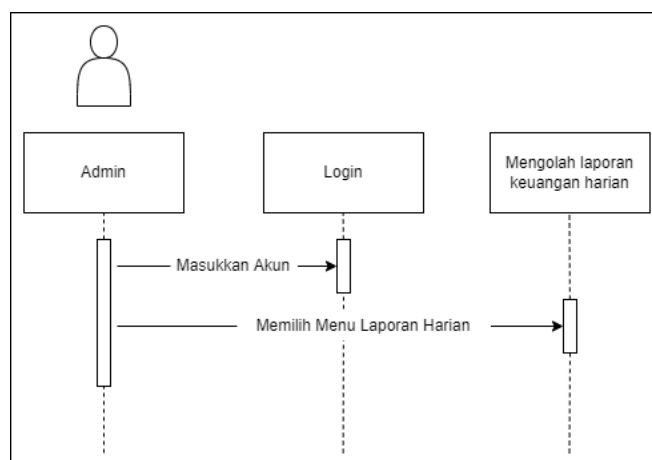 Admin
Login
Mengolah laporan
keuangan harian
Masukkan Akun
Memilih Menu Laporan Harian